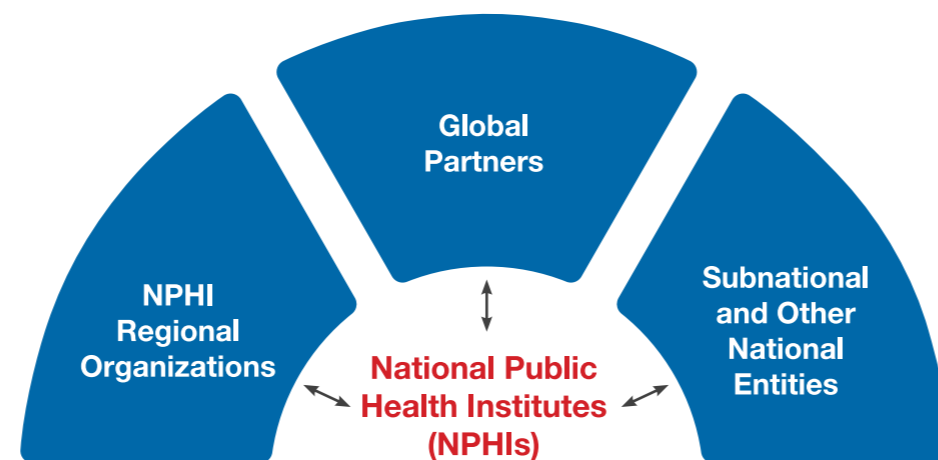 Global
Partners
NPHI
Regional
Organizations
Subnational
and Other
National
Entities
National Public
Health Institutes
(NPHIs)